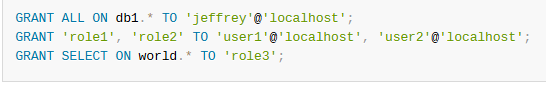 GRANT ALL ON db1.* TO 'jeffrey'@'localhost';
GRANT 'role1', 'role2' TO 'user1'@'localhost', 'user2'@'localhost';
GRANT SELECT ON world.* TO 'role3';